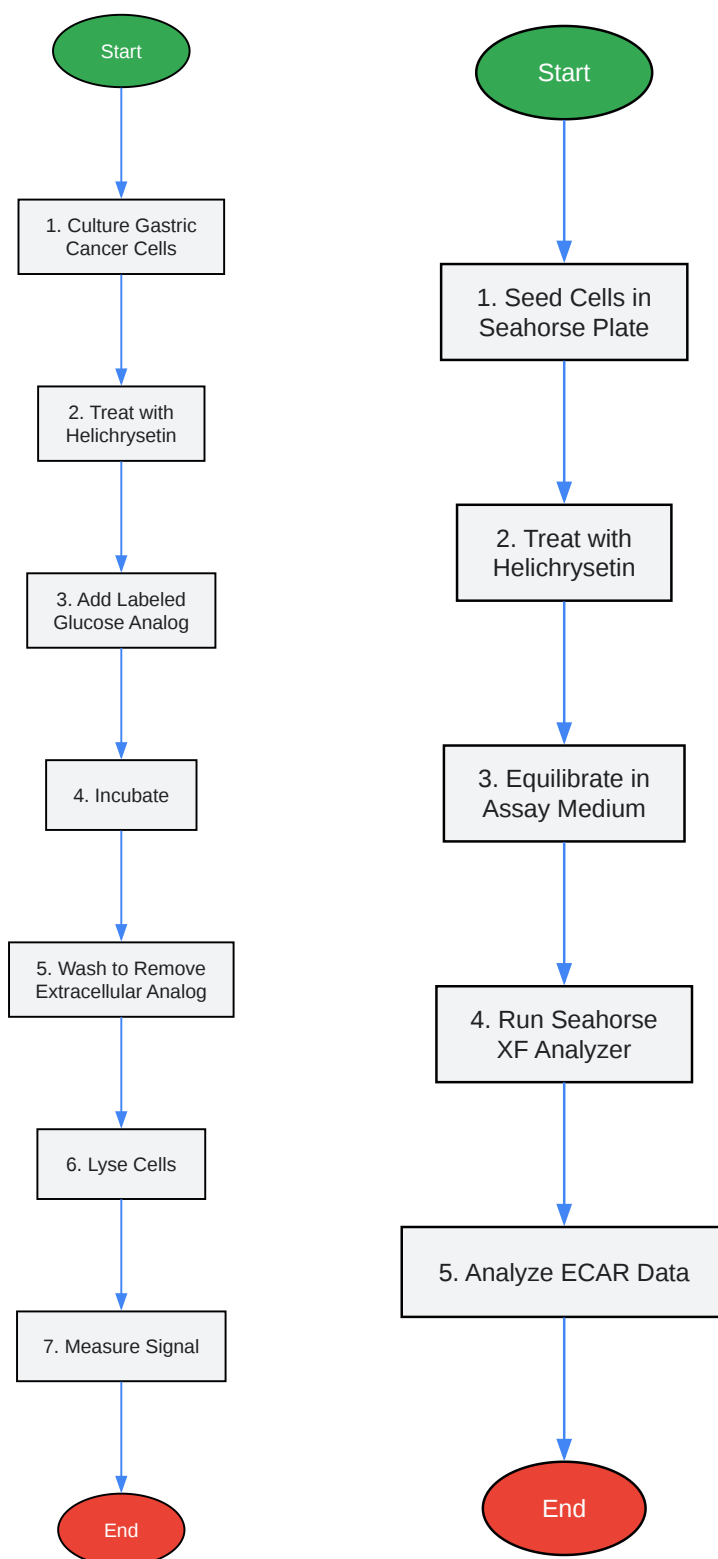 Start
1. Culture Gastric
Cancer Cells
2. Treat with
Helichrysetin
3. Add Labeled
Glucose Analog
4. Incubate
5. Wash to Remove
Extracellular Analog
6. Lyse Cells
7. Measure Signal
End
Start
1. Seed Cells in
Seahorse Plate
2. Treat with
Helichrysetin
3. Equilibrate in
Assay Medium
4. Run Seahorse
XF Analyzer
5. Analyze ECAR Data
End